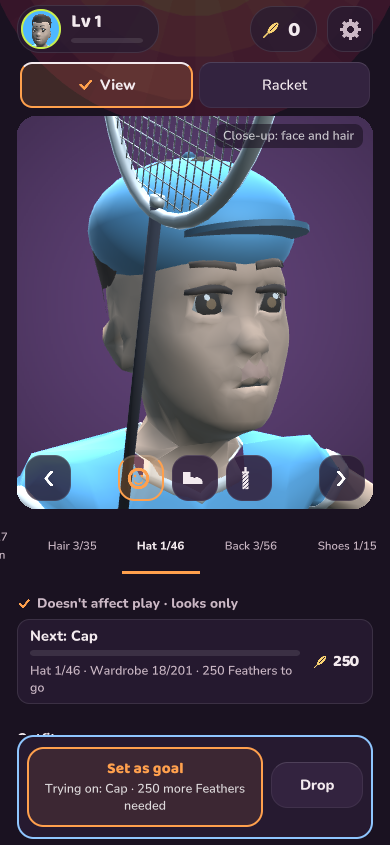 Lv 1
0
View
Racket
Close-up: face and hair
7
n
Hair 3/35
Hat 1/46
Back 3/56
Shoes 1/15
Doesn't affect play · looks only
Next: Cap
250
Hat 1/46 · Wardrobe 18/201 · 250 Feathers to
go
Set as goal
Trying on: Cap · 250 more Feathers
needed
Drop